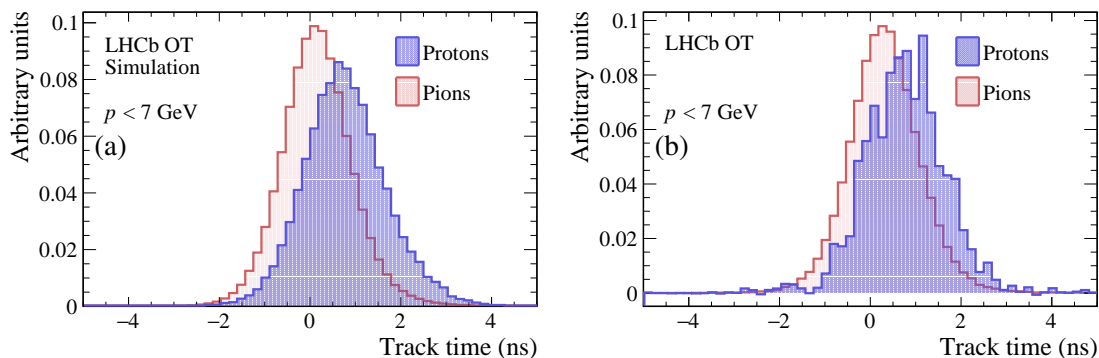 Arbitrary units
0.1
0.08
0.06
0.04
0.02
0
LHCb OT
Simulation
p < 7 GeV
(a)
Protons
Pions
−4 −2 0 2 4
Track time (ns)
Arbitrary units
0.1
0.08
0.06
0.04
0.02
0
LHCb OT
p < 7 GeV
(b)
Protons
Pions
−4 −2 0 2 4
Track time (ns)